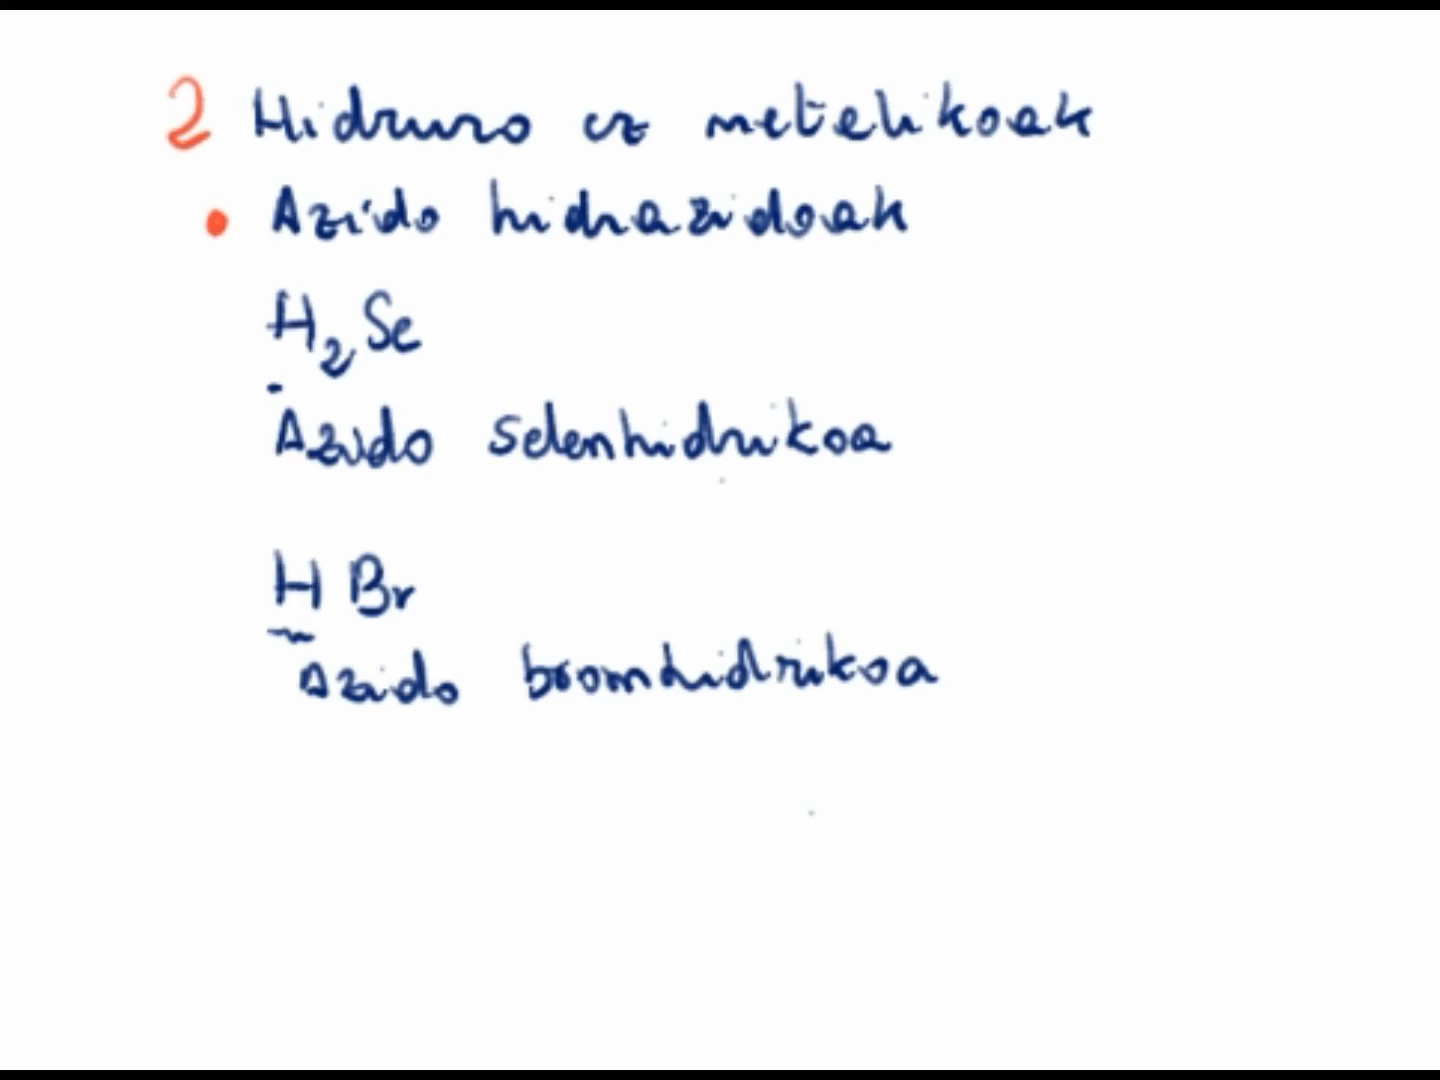 2 Hidruro ez metalikoak
• Azido hidrazidoak
H₂Se
Azido selenhidrikoa
HBr
Azido bromhidrikoa